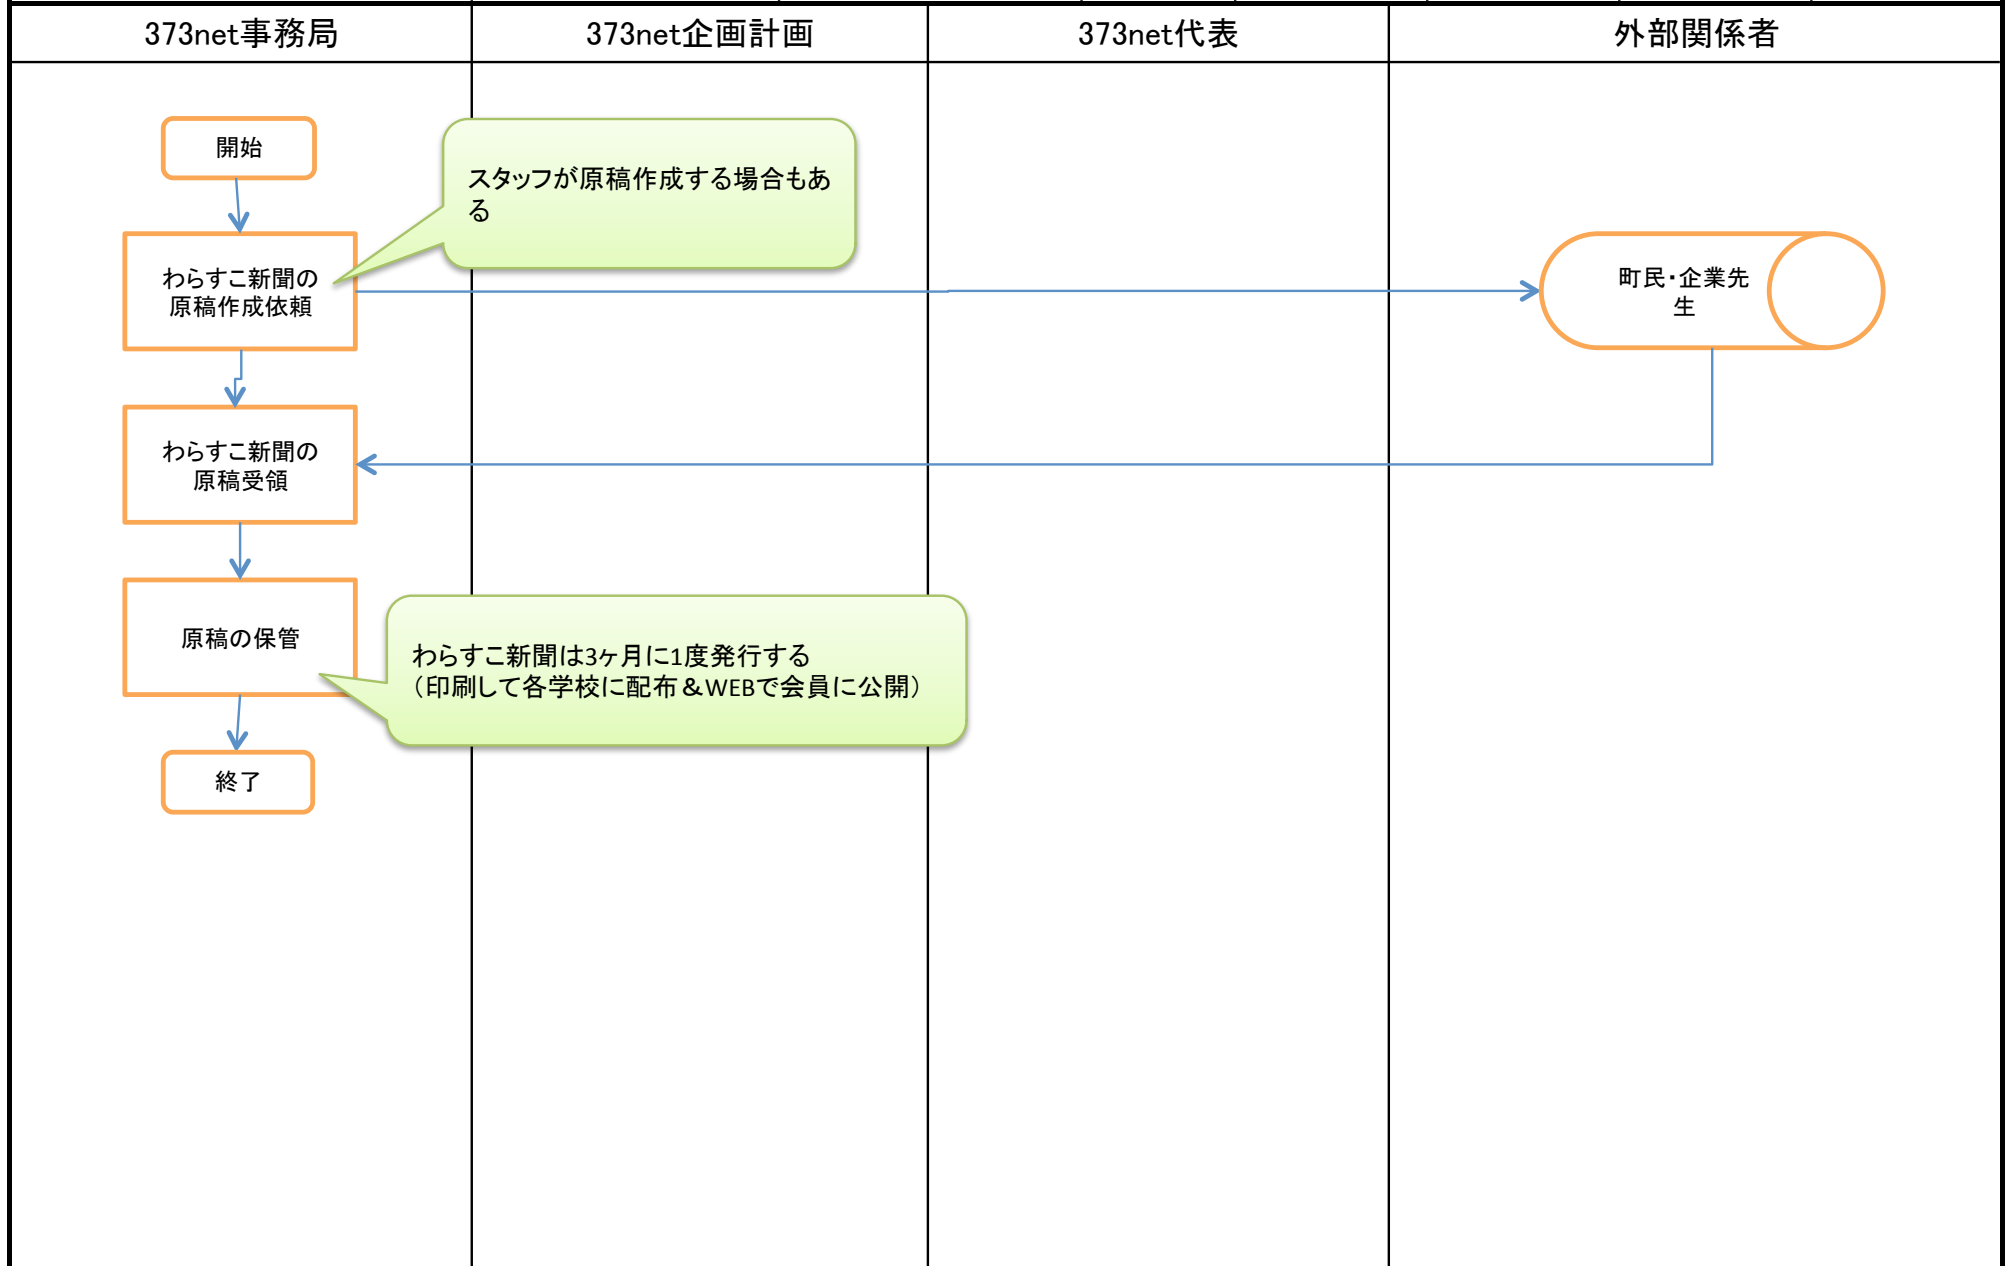 373net事務局
373net企画計画
373net代表
外部関係者
開始
スタッフが原稿作成する場合もあ
る
わらすこ新聞の
原稿作成依頼
町民・企業先
生
わらすこ新聞の
原稿受領
原稿の保管
わらすこ新聞は3ヶ月に1度発行する
（印刷して各学校に配布＆WEBで会員に公開）
終了